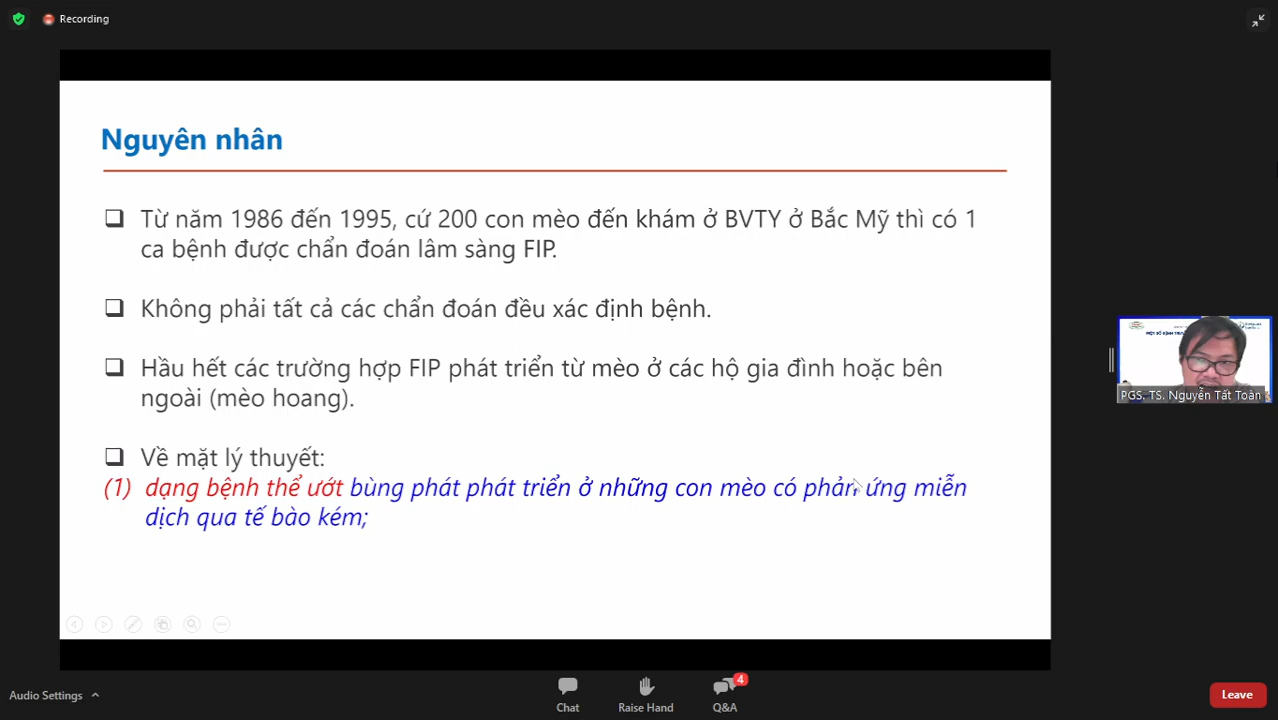 Recording
Nguyên nhân
Từ năm 1986 đến 1995, cứ 200 con mèo đến khám ở BVTY ở Bắc Mỹ thì có 1
ca bệnh được chẩn đoán lâm sàng FIP.
Không phải tất cả các chẩn đoán đều xác định bệnh.
Hầu hết các trường hợp FIP phát triển từ mèo ở các hộ gia đình hoặc bên
ngoài (mèo hoang).
Về mặt lý thuyết:
(1) dạng bệnh thể ướt bùng phát phát triển ở những con mèo có phản ứng miễn
dịch qua tế bào kém;
PGS. TS. Nguyễn Tất Toàn
Audio Settings
Chat
Raise Hand
4
Q&A
Leave